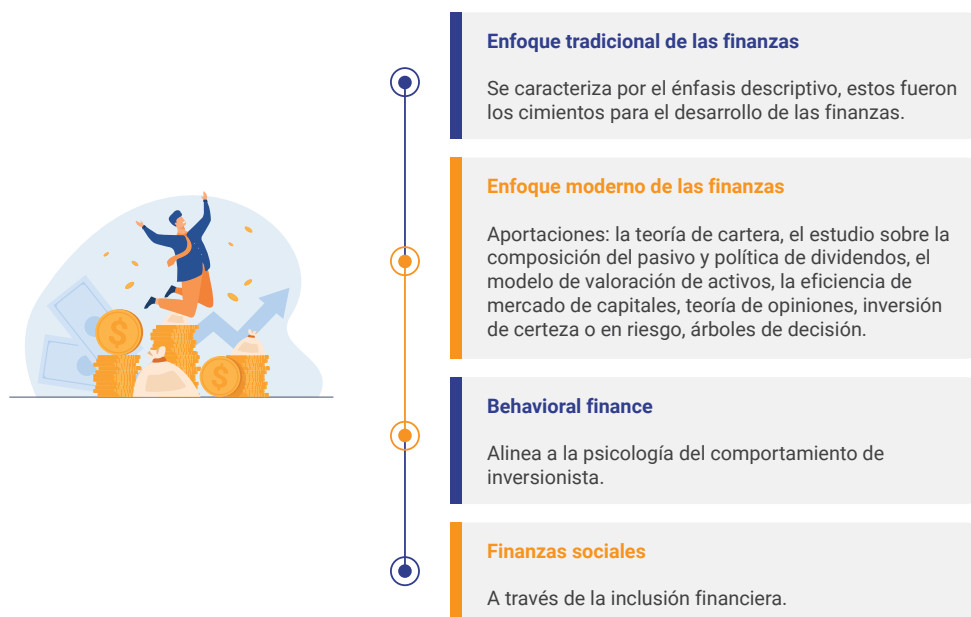 Enfoque tradicional de las finanzas
Se caracteriza por el énfasis descriptivo, estos fueron
los cimientos para el desarrollo de las finanzas.
Enfoque moderno de las finanzas
Aportaciones: la teoría de cartera, el estudio sobre la
composición del pasivo y política de dividendos, el
modelo de valoración de activos, la eficiencia de
mercado de capitales, teoría de opiniones, inversión
de certeza o en riesgo, árboles de decisión.
Behavioral finance
Alinea a la psicología del comportamiento de
inversionista.
Finanzas sociales
A través de la inclusión financiera.
$
$